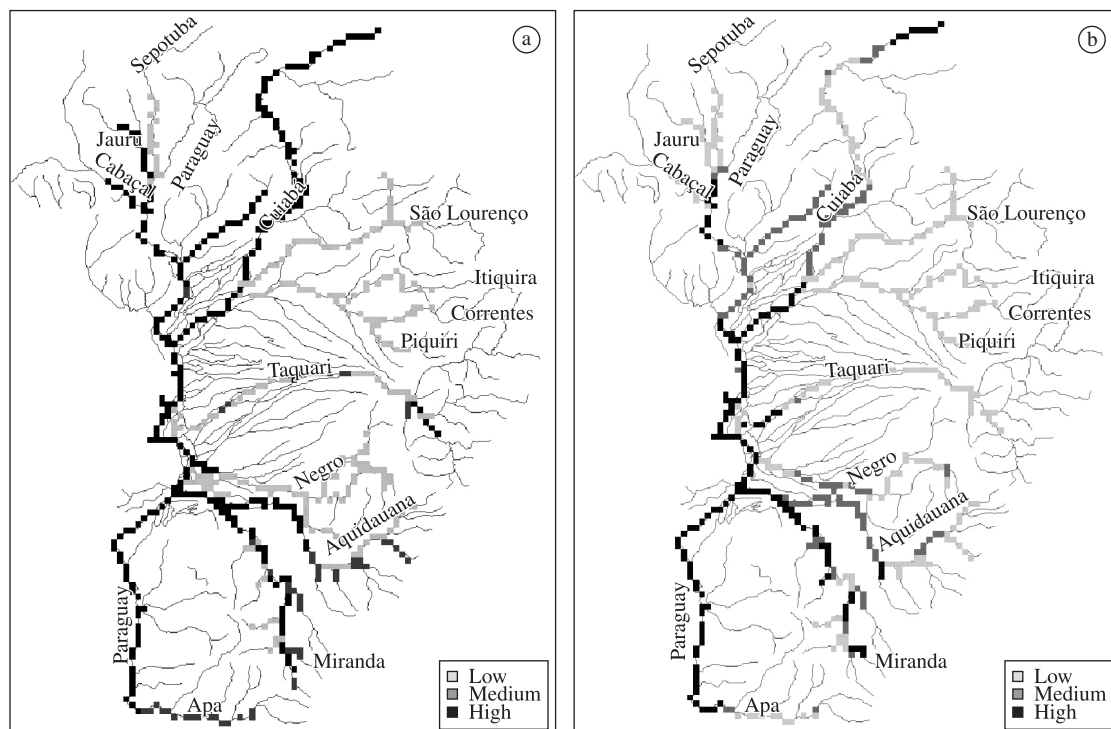 a
Sepotuba
Jauru
Cabaçal
Paraguay
Cuiabá
São Lourenço
Itiquira
Correntes
Piquiri
Taquari
Negro
Aquidauana
Paraguay
Miranda
Apa
Low
Medium
High
b
Sepotuba
Jauru
Cabaçal
Paraguay
Cuiabá
São Lourenço
Itiquira
Correntes
Piquiri
Taquari
Negro
Aquidauana
Paraguay
Miranda
Apa
Low
Medium
High